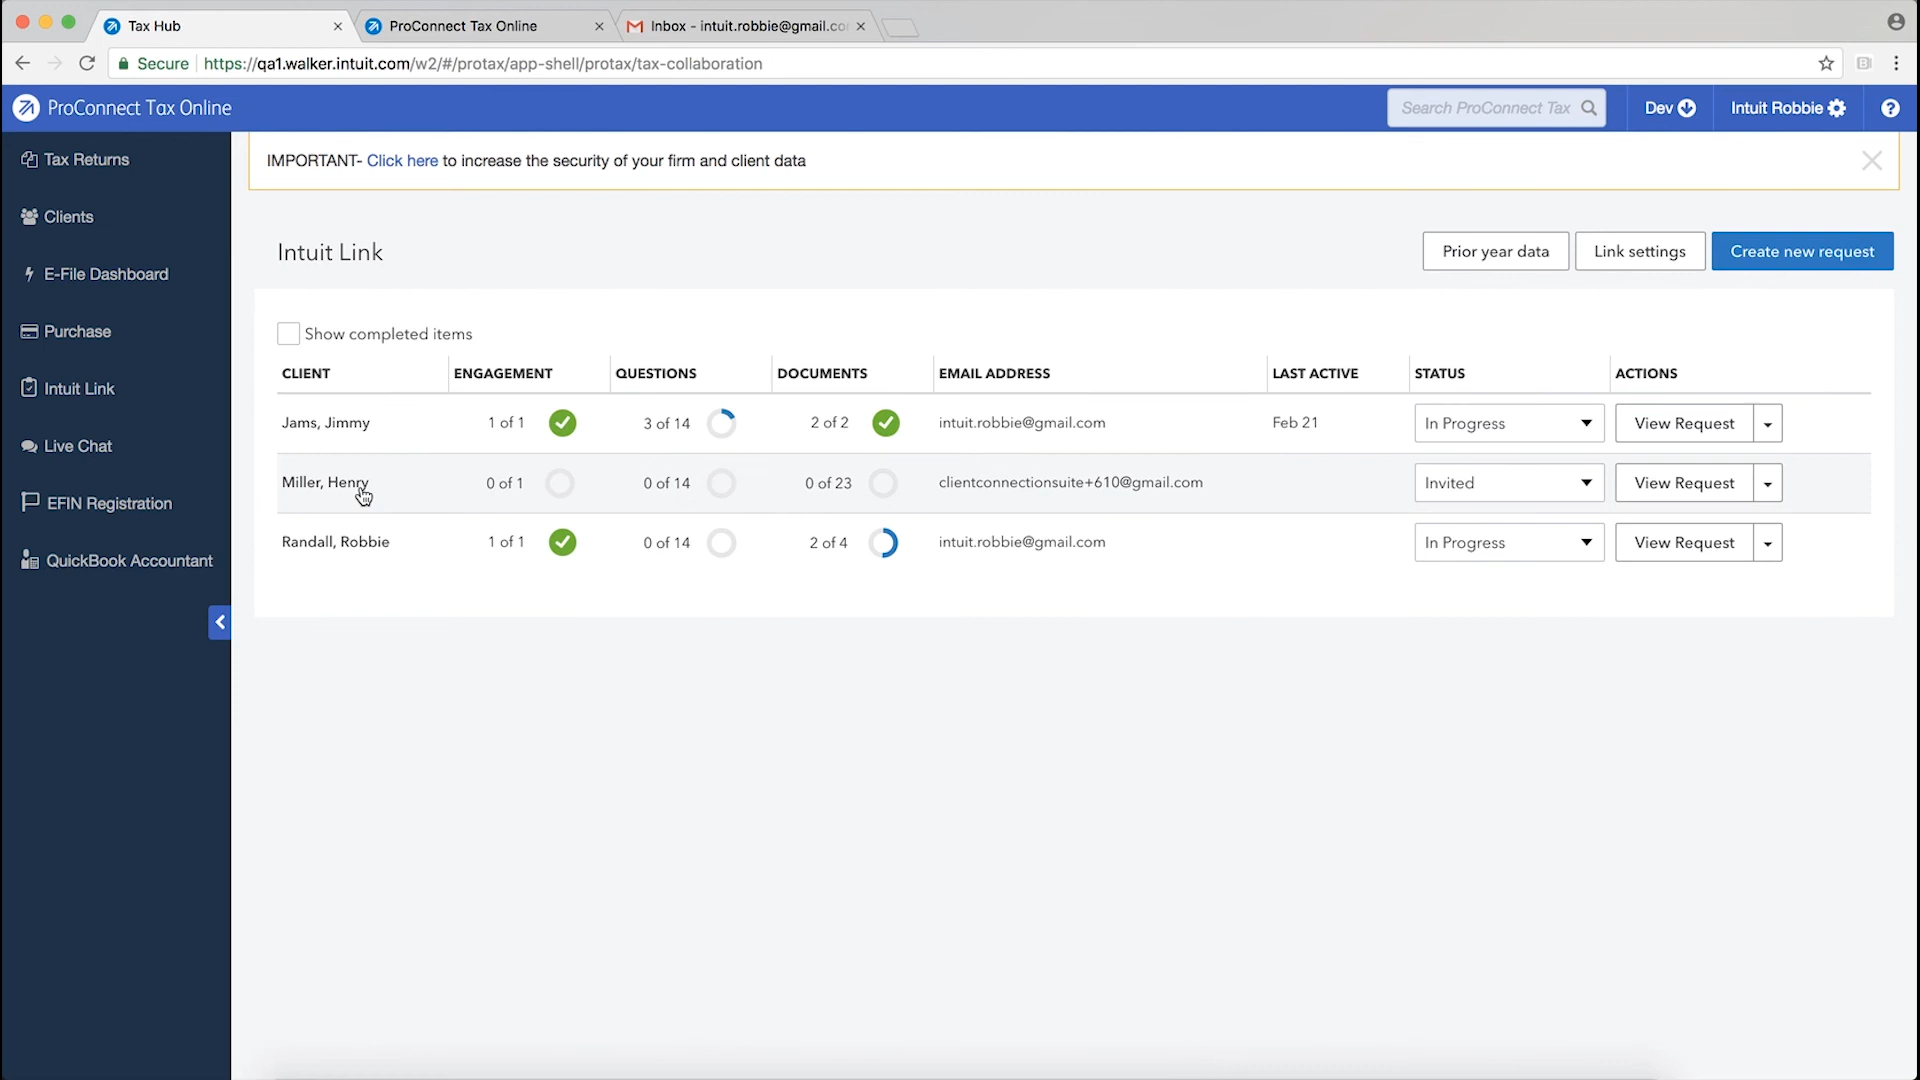 Tax Hub
ProConnect Tax Online
Inbox - intuit.robbie@gmail.co
Secure
https://qa1.walker.intuit.com/w2/#/protax/app-shell/protax/tax-collaboration
ProConnect Tax Online
Search ProConnect Tax
Dev
Intuit Robbie
?
Tax Returns
Clients
E-File Dashboard
Purchase
Intuit Link
Live Chat
EFIN Registration
QuickBook Accountant
IMPORTANT- Click here to increase the security of your firm and client data
Intuit Link
Prior year data
Link settings
Create new request
Show completed items
CLIENT ENGAGEMENT QUESTIONS DOCUMENTS EMAIL ADDRESS LAST ACTIVE STATUS ACTIONS
Jams, Jimmy 1 of 1 3 of 14 2 of 2 intuit.robbie@gmail.com Feb 21 In Progress View Request
Miller, Henry 0 of 1 0 of 14 0 of 23 clientconnectionsuite+610@gmail.com Invited View Request
Randall, Robbie 1 of 1 0 of 14 2 of 4 intuit.robbie@gmail.com In Progress View Request